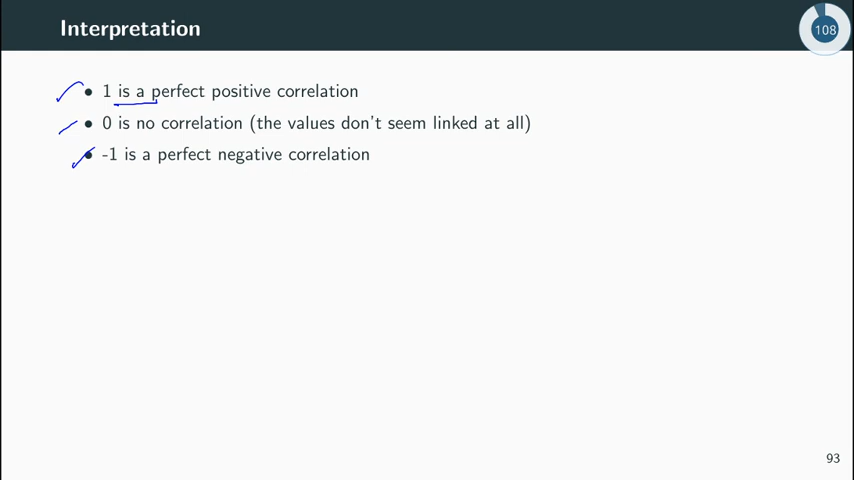 Interpretation
108
• 1 is a perfect positive correlation
• 0 is no correlation (the values don't seem linked at all)
• -1 is a perfect negative correlation
93